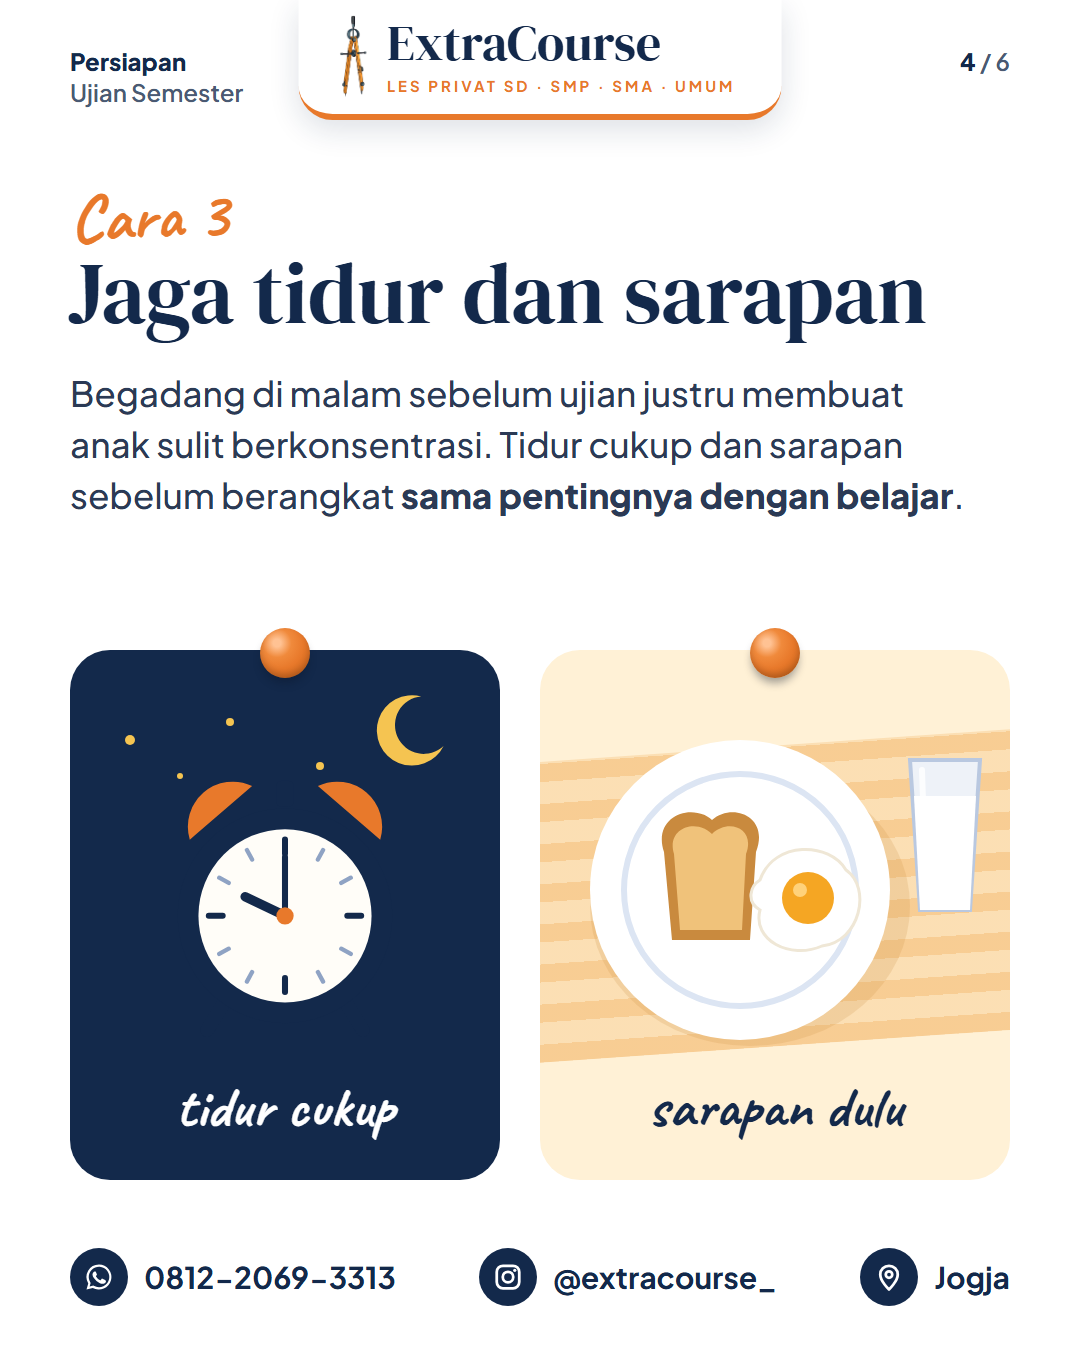 Persiapan
Ujian Semester
ExtraCourse
LES PRIVAT SD · SMP · SMA · UMUM
4 / 6
Cara 3
Jaga tidur dan sarapan
Begadang di malam sebelum ujian justru membuat
anak sulit berkonsentrasi. Tidur cukup dan sarapan
sebelum berangkat sama pentingnya dengan belajar.
tidur cukup
sarapan dulu
0812-2069-3313
@extracourse_
Jogja